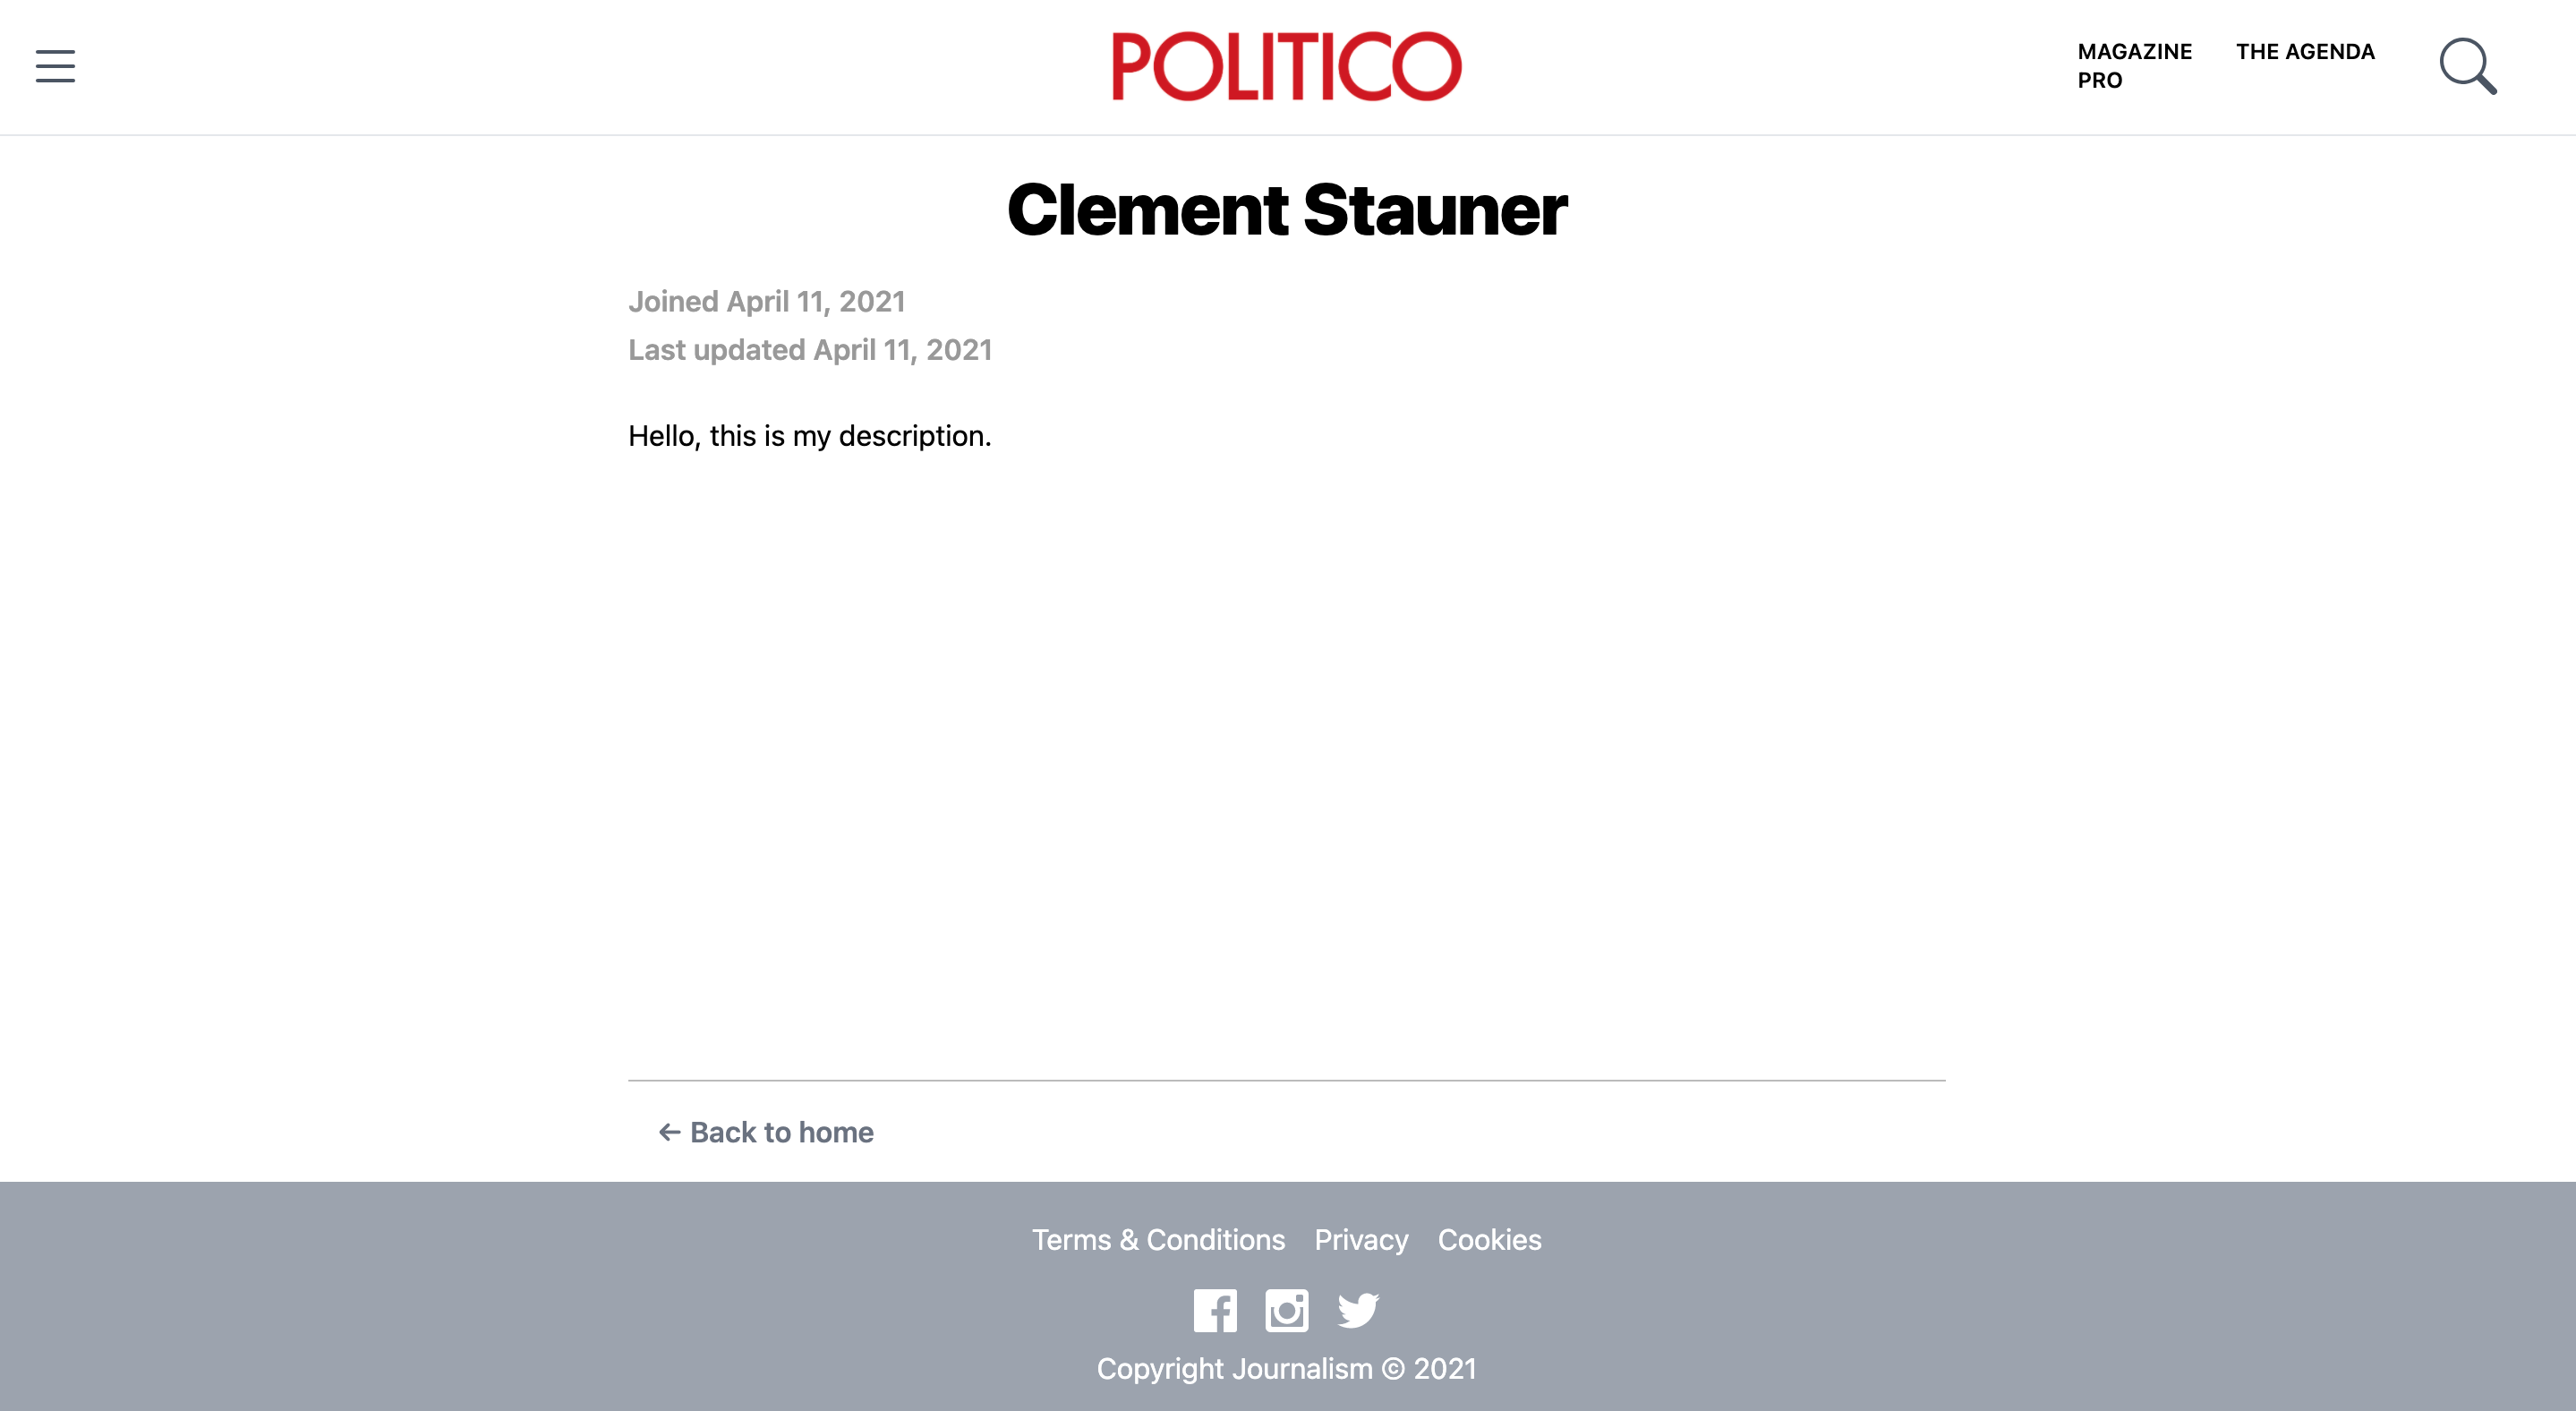 POLITICO
MAGAZINE THE AGENDA
PRO
Clement Stauner
Joined April 11, 2021
Last updated April 11, 2021
Hello, this is my description.
← Back to home
Terms & Conditions Privacy Cookies
Copyright Journalism © 2021